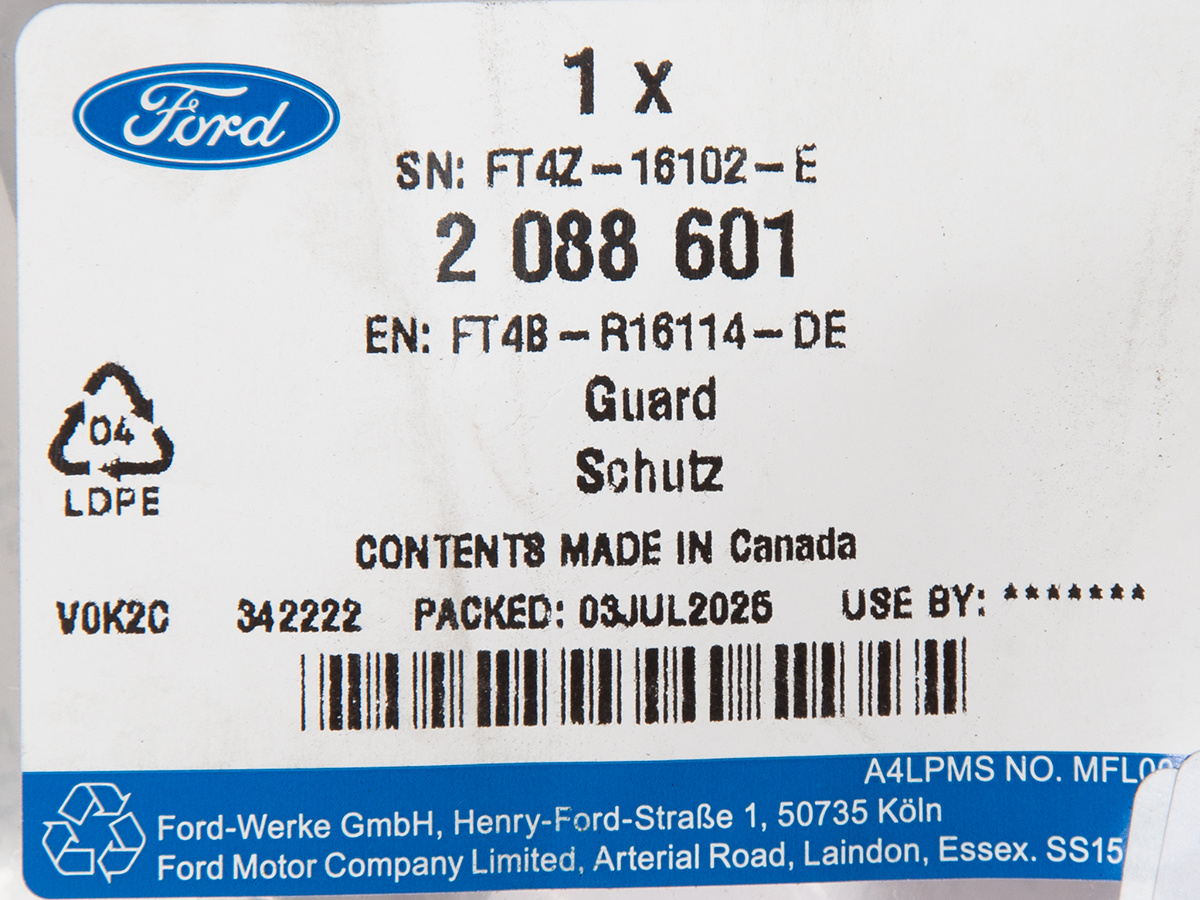 Ford
1 x
SN: FT4Z-16102-E
2 088 601
EN: FT4B-R16114-DE
Guard
Schutz
04
LDPE
CONTENTS MADE IN Canada
V0K2C 342222 PACKED: 03JUL2025 USE BY: *******
A4LPMS NO. MFL00
Ford-Werke GmbH, Henry-Ford-Straße 1, 50735 Köln
Ford Motor Company Limited, Arterial Road, Laindon, Essex. SS15